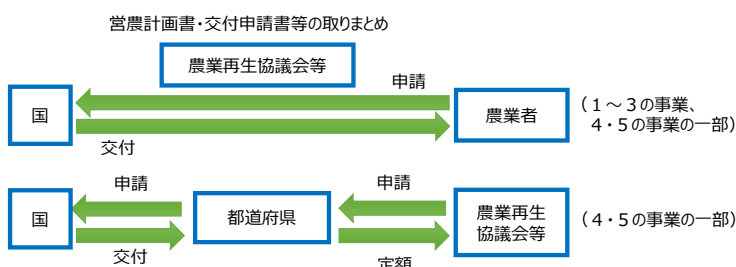 営農計画書・交付申請書等の取りまとめ
農業再生協議会等
申請
国
農業者
（１～３の事業、
４・５の事業の一部）
交付
申請
申請
国
都道府県
農業再生
協議会等
（４・５の事業の一部）
交付
定額